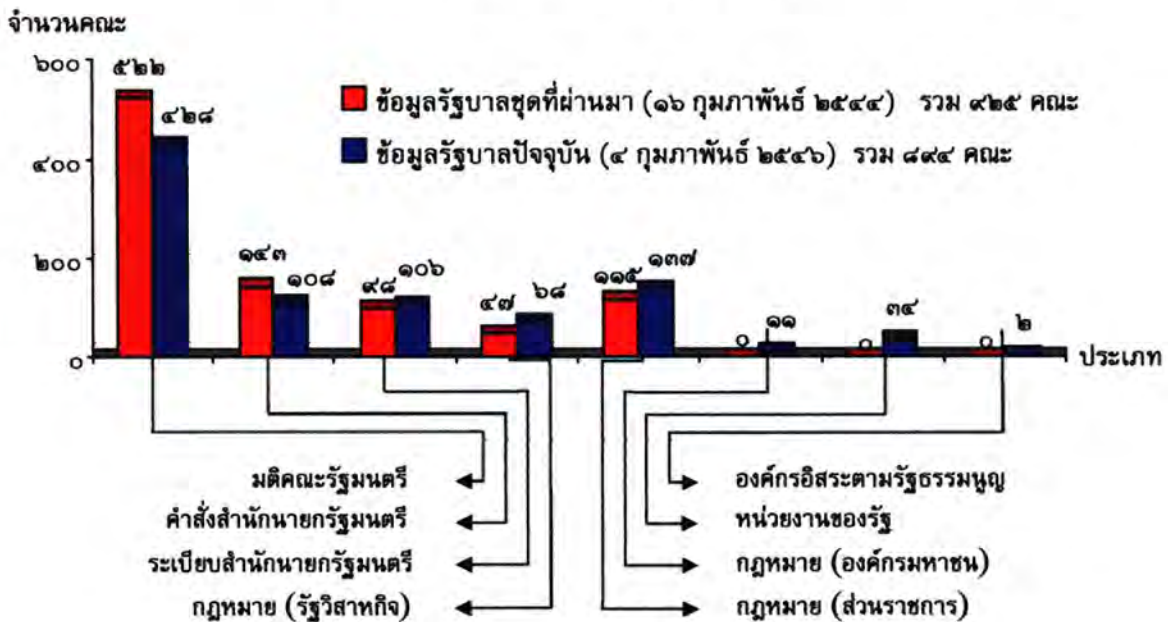 จำนวนคณะ
๖๐๐
๔๐๐
๒๐๐
๐
๕๒๒
๔๒๘
๑๔๓
๑๐๘
๙๘
๑๐๖
๔๗
๖๘
๑๑๕
๑๓๗
๐
๑๑
๐
๓๔
๐
๒
ข้อมูลรัฐบาลชุดที่ผ่านมา (๑๖ กุมภาพันธ์ ๒๕๔๔) รวม ๙๒๕ คณะ
ข้อมูลรัฐบาลปัจจุบัน (๔ กุมภาพันธ์ ๒๕๔๖) รวม ๘๙๔ คณะ
ประเภท
มติคณะรัฐมนตรี
คำสั่งสำนักนายกรัฐมนตรี
ระเบียบสำนักนายกรัฐมนตรี
กฎหมาย (รัฐวิสาหกิจ)
องค์กรอิสระตามรัฐธรรมนูญ
หน่วยงานของรัฐ
กฎหมาย (องค์กรมหาชน)
กฎหมาย (ส่วนราชการ)